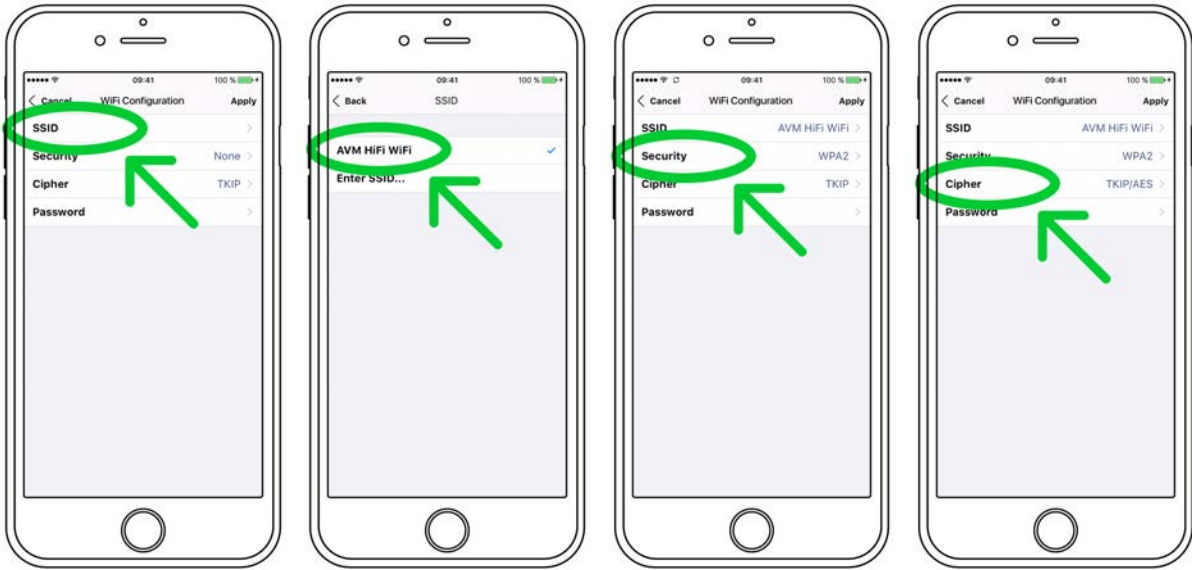 09:41 100 %
Cancel WiFi Configuration Apply
SSID
Security None
Cipher TKIP
Password
09:41 100 %
Back SSID
AVM HiFi WiFi
Enter SSID...
09:41 100 %
Cancel WiFi Configuration Apply
SSID AVM HiFi WiFi
Security WPA2
Cipher TKIP
Password
09:41 100 %
Cancel WiFi Configuration Apply
SSID AVM HiFi WiFi
Security WPA2
Cipher TKIP/AES
Password